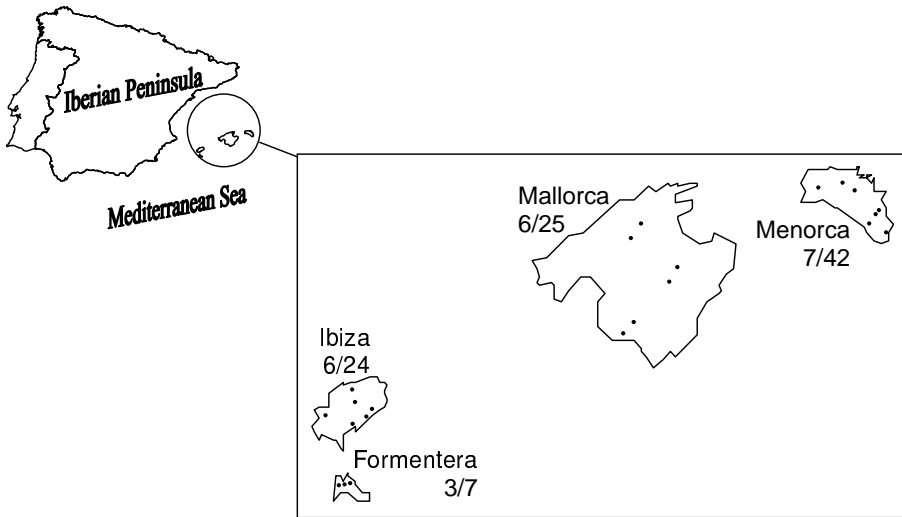 Iberian Peninsula
Mediterranean Sea
Mallorca
6/25
Menorca
7/42
Ibiza
6/24
Formentera
3/7